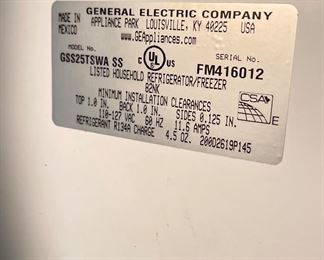 GENERAL ELECTRIC COMPANY
MADE IN MEXICO
APPLIANCE PARK LOUISVILLE, KY 40225 USA
www.GEAppliances.com
MODEL No.
GSS25TSWA SS
C UL US
SERIAL No.
FM416012
LISTED HOUSEHOLD REFRIGERATOR/FREEZER
82NK
MINIMUM INSTALLATION CLEARANCES
TOP 1.0 IN. BACK 1.0 IN. SIDES 0.125 IN.
110-127 VAC 60 HZ 11.6 AMPS
REFRIGERANT R134A CHARGE 4.5 OZ. 200D2619P145
CSA
E